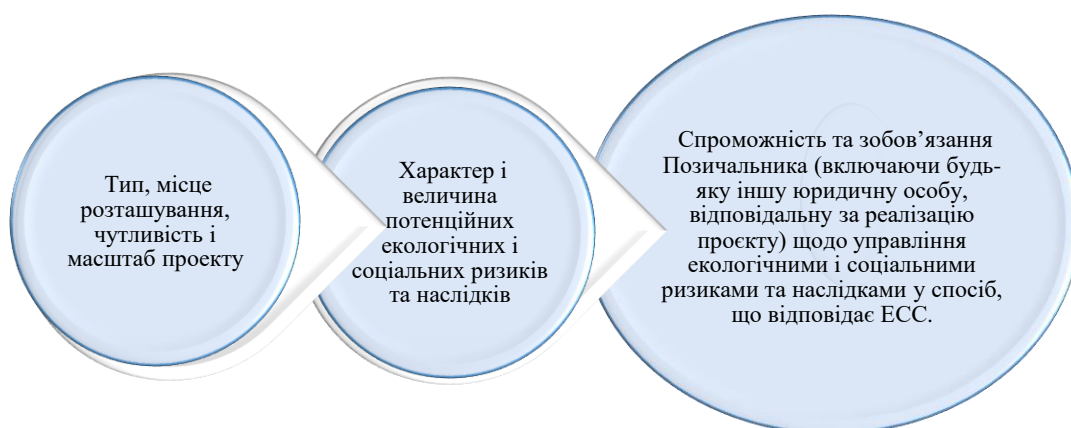 Тип, місце
розташування,
чутливість і
масштаб проекту
Характер і
величина
потенційних
екологічних і
соціальних ризиків
та наслідків
Спроможність та зобов’язання
Позичальника (включаючи будь-
яку іншу юридичну особу,
відповідальну за реалізацію
проєкту) щодо управління
екологічними і соціальними
ризиками та наслідками у спосіб,
що відповідає ЕСС.